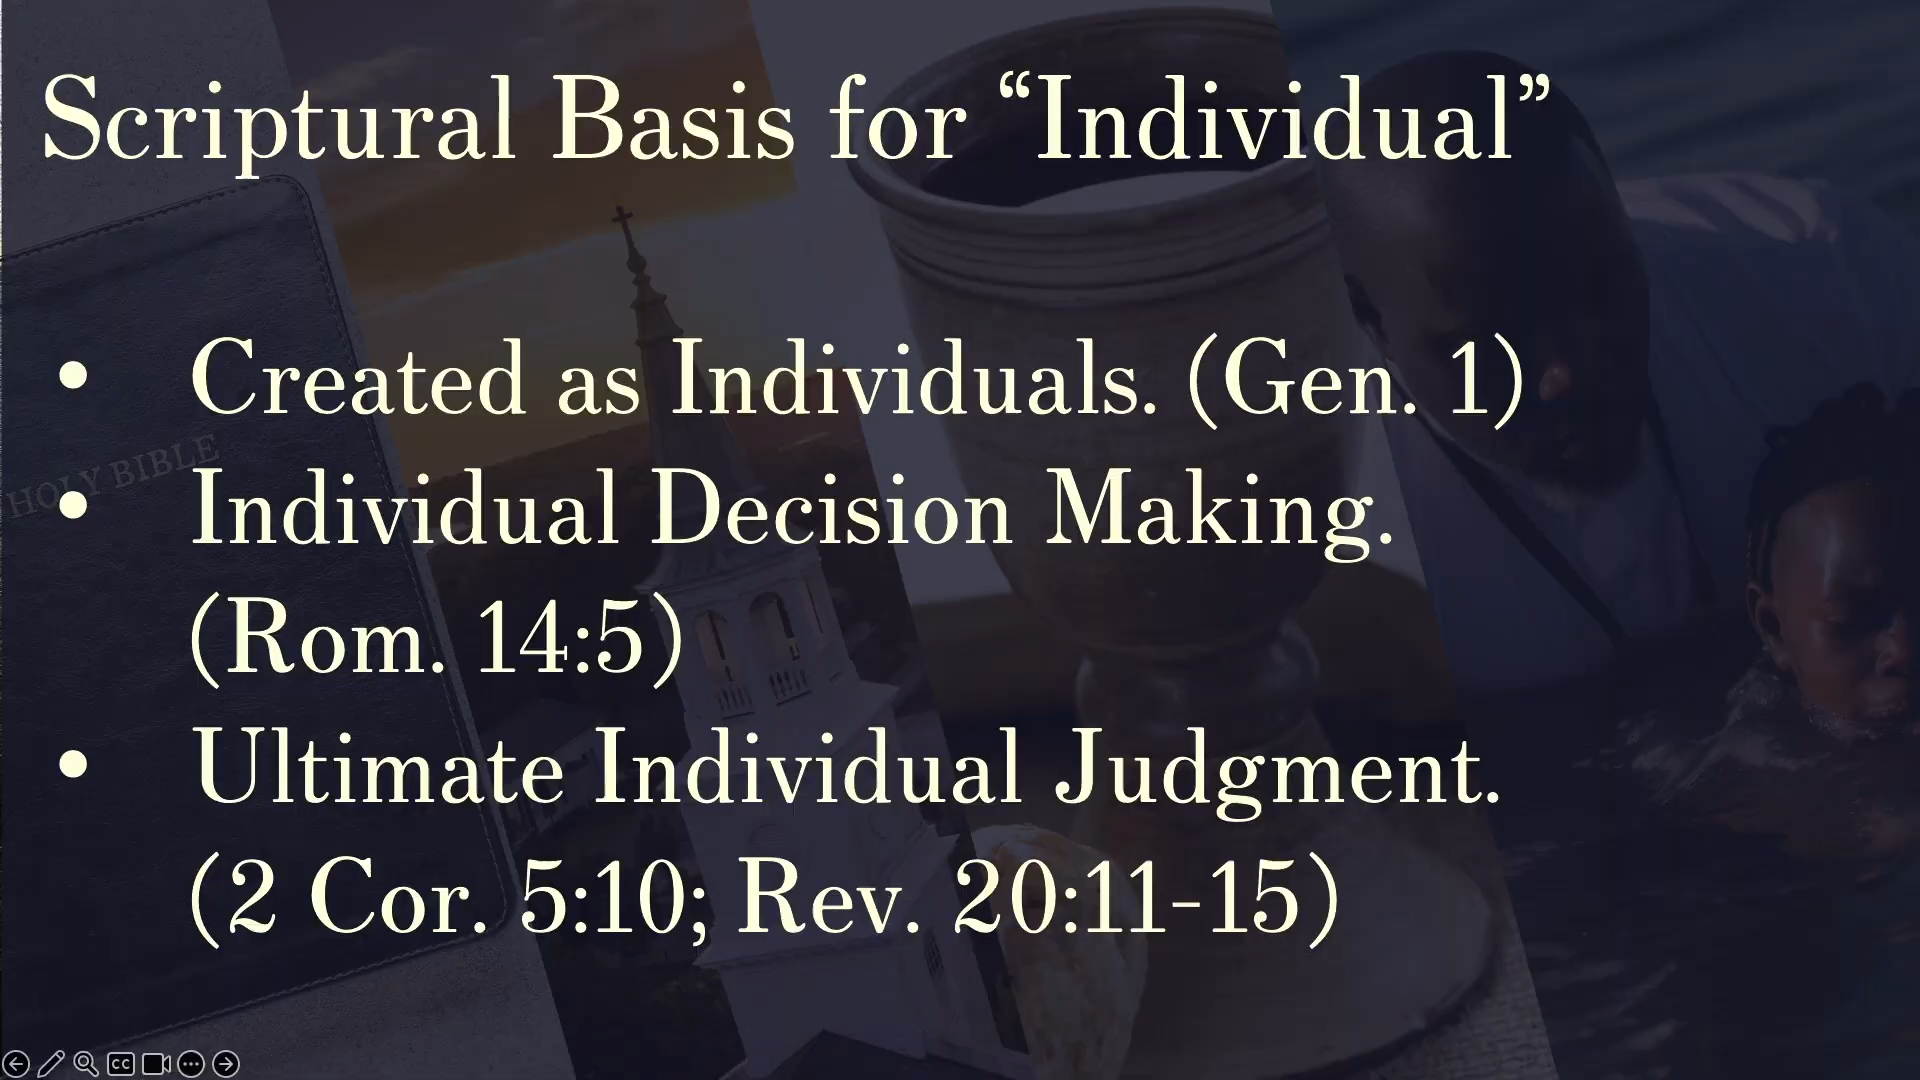 Scriptural Basis for “Individual”
• Created as Individuals. (Gen. 1)
• Individual Decision Making.
(Rom. 14:5)
• Ultimate Individual Judgment.
(2 Cor. 5:10; Rev. 20:11-15)
HOLY BIBLE
CC